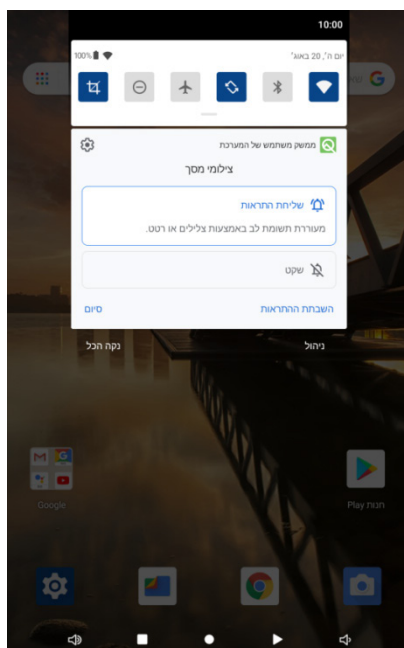 10:00
יום ה', 20 באוג'
100%
ממשק משתמש של המערכת
צילומי מסך
שליחת התראות
מעוררת תשומת לב באמצעות צלילים או רטט.
שקט
השבתת ההתראות
סיום
ניהול
נקה הכל
Google
חנות Play